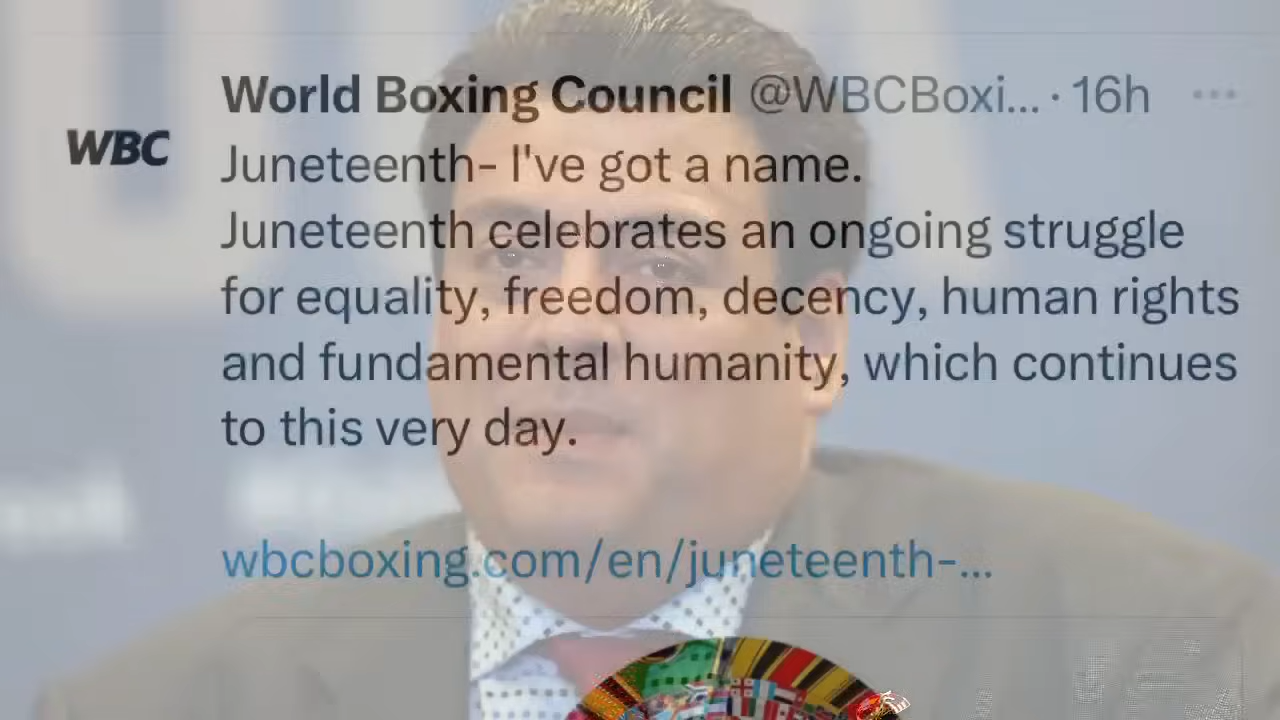 World Boxing Council @WBCBoxi... · 16h ...
WBC
Juneteenth- I've got a name.
Juneteenth celebrates an ongoing struggle
for equality, freedom, decency, human rights
and fundamental humanity, which continues
to this very day.
wbcboxing.com/en/juneteenth-...